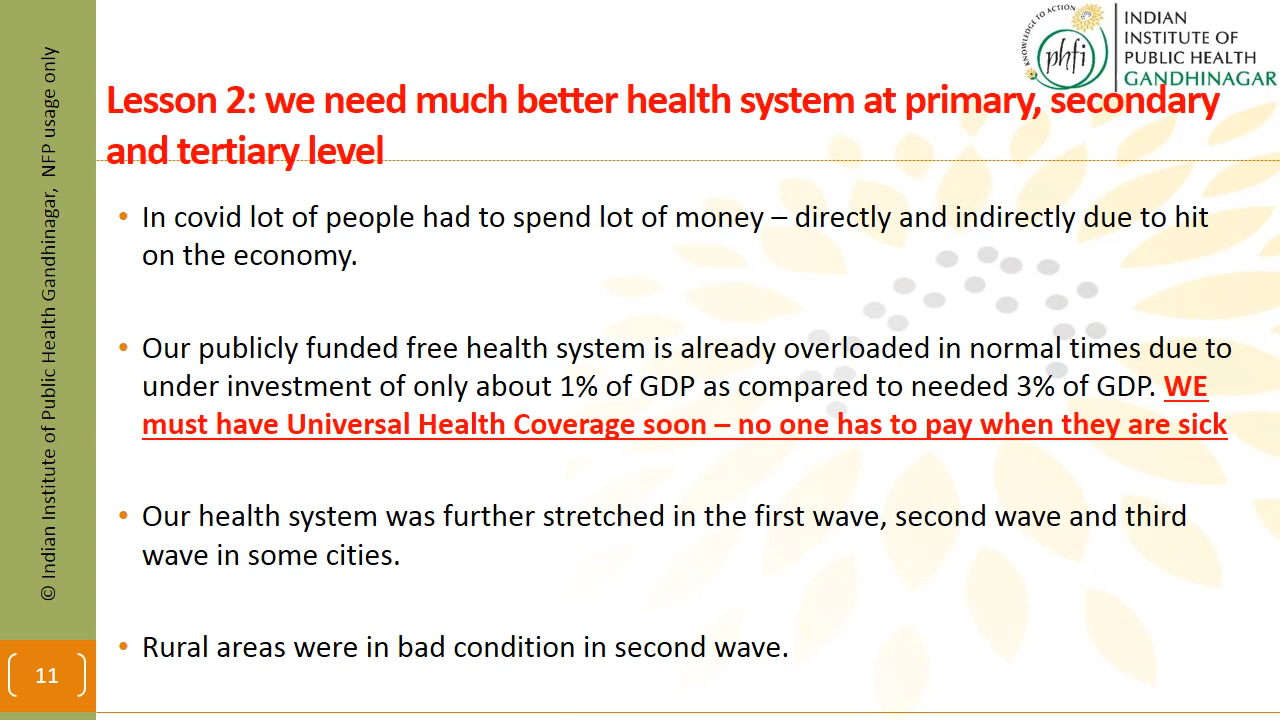 KNOWLEDGE TO ACTION
phfi
INDIAN
INSTITUTE OF
PUBLIC HEALTH
GANDHINAGAR
Lesson 2: we need much better health system at primary, secondary
and tertiary level
• In covid lot of people had to spend lot of money – directly and indirectly due to hit
on the economy.
• Our publicly funded free health system is already overloaded in normal times due to
under investment of only about 1% of GDP as compared to needed 3% of GDP. WE
must have Universal Health Coverage soon – no one has to pay when they are sick
• Our health system was further stretched in the first wave, second wave and third
wave in some cities.
• Rural areas were in bad condition in second wave.
© Indian Institute of Public Health Gandhinagar, NFP usage only
11